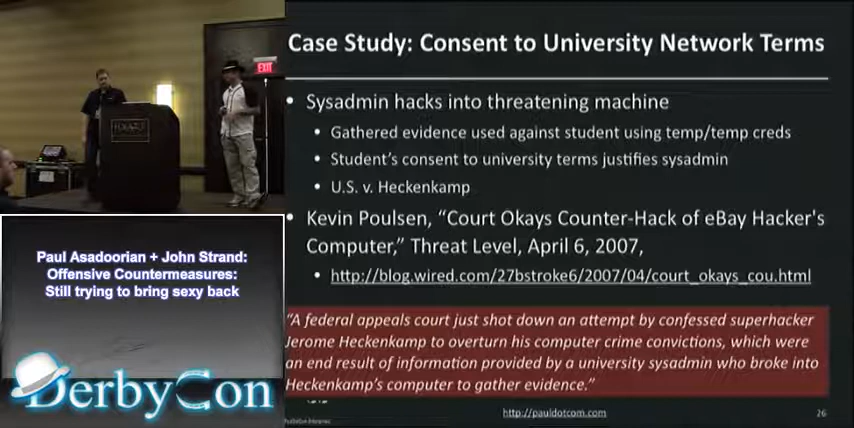 EXIT
HYATT
Paul Asadoorian + John Strand:
Offensive Countermeasures:
Still trying to bring sexy back
DerbyCon
Case Study: Consent to University Network Terms
• Sysadmin hacks into threatening machine
• Gathered evidence used against student using temp/temp creds
• Student's consent to university terms justifies sysadmin
• U.S. v. Heckenkamp
• Kevin Poulsen, “Court Okays Counter-Hack of eBay Hacker's
Computer,” Threat Level, April 6, 2007,
• http://blog.wired.com/27bstroke6/2007/04/court_okays_cou.html
“A federal appeals court just shot down an attempt by confessed superhacker
Jerome Heckenkamp to overturn his computer crime convictions, which were
an end result of information provided by a university sysadmin who broke into
Heckenkamp's computer to gather evidence.”
http://pauldotcom.com
26